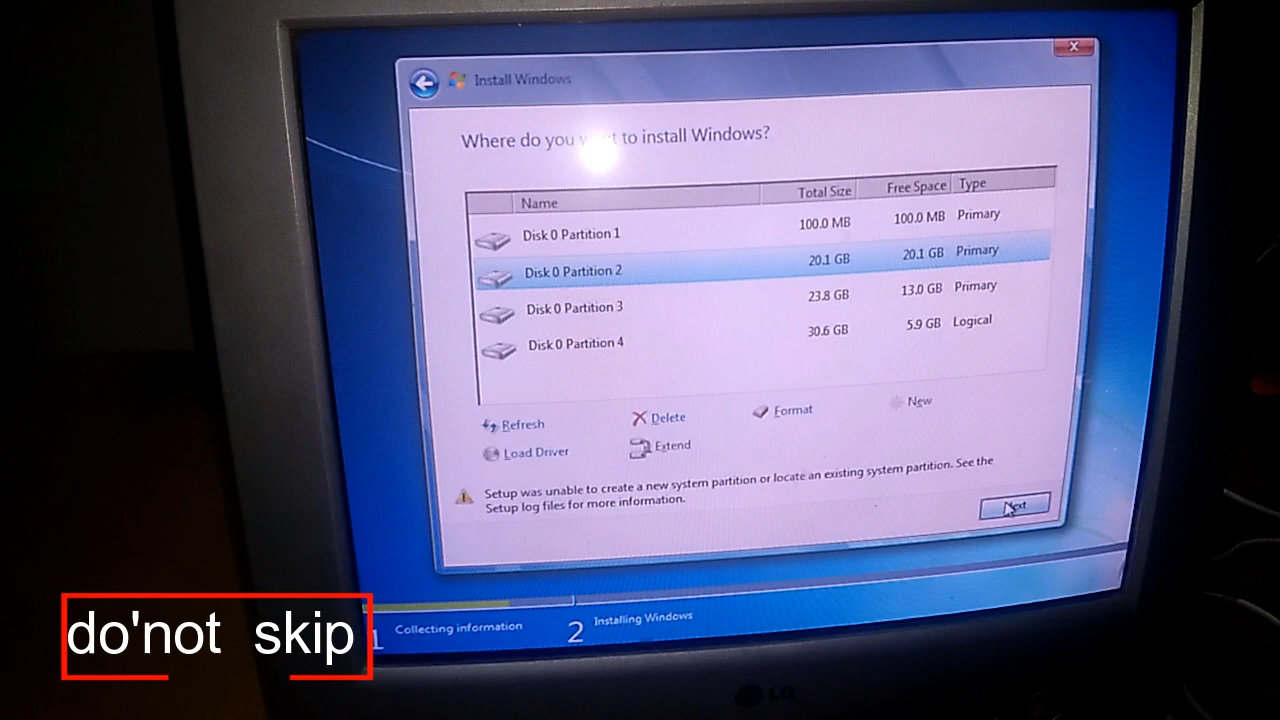 Install Windows
Where do you want to install Windows?
Name Total Size Free Space Type
Disk 0 Partition 1 100.0 MB 100.0 MB Primary
Disk 0 Partition 2 20.1 GB 20.1 GB Primary
Disk 0 Partition 3 23.8 GB 13.0 GB Primary
Disk 0 Partition 4 30.6 GB 5.9 GB Logical
Refresh Delete Format New
Load Driver Extend
Setup was unable to create a new system partition or locate an existing system partition. See the
Setup log files for more information.
Next
1 Collecting information 2 Installing Windows
do'not skip
LG